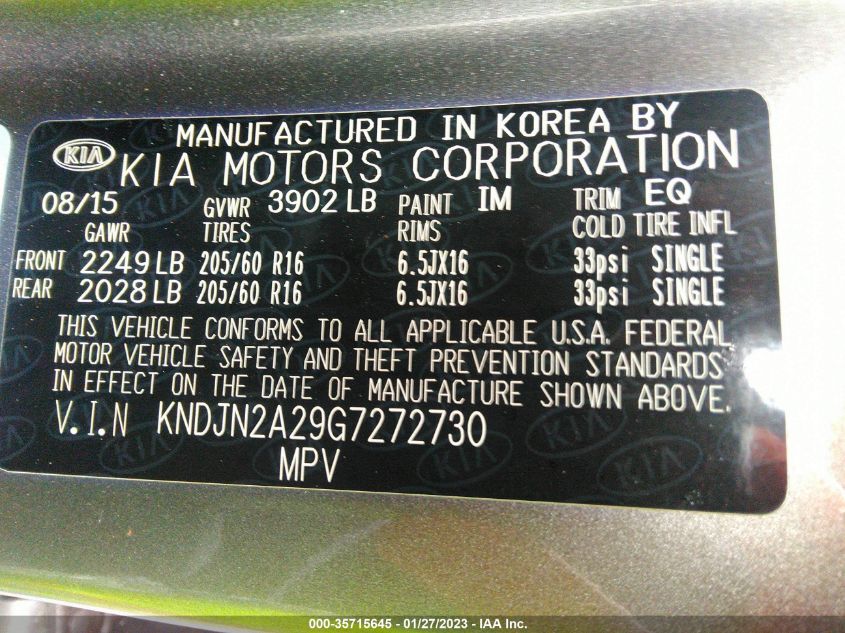 MANUFACTURED IN KOREA BY
KIA KIA MOTORS CORPORATION
08/15 GVWR 3902 LB PAINT IM TRIM EQ
GAWR TIRES RIMS COLD TIRE INFL
FRONT 2249 LB 205/60 R16 6.5JX16 33psi SINGLE
REAR 2028 LB 205/60 R16 6.5JX16 33psi SINGLE
THIS VEHICLE CONFORMS TO ALL APPLICABLE U.S.A. FEDERAL
MOTOR VEHICLE SAFETY AND THEFT PREVENTION STANDARDS
IN EFFECT ON THE DATE OF MANUFACTURE SHOWN ABOVE.
V.I.N KNDJN2A29G7272730
MPV
000-35715645 - 01/27/2023 - IAA Inc.